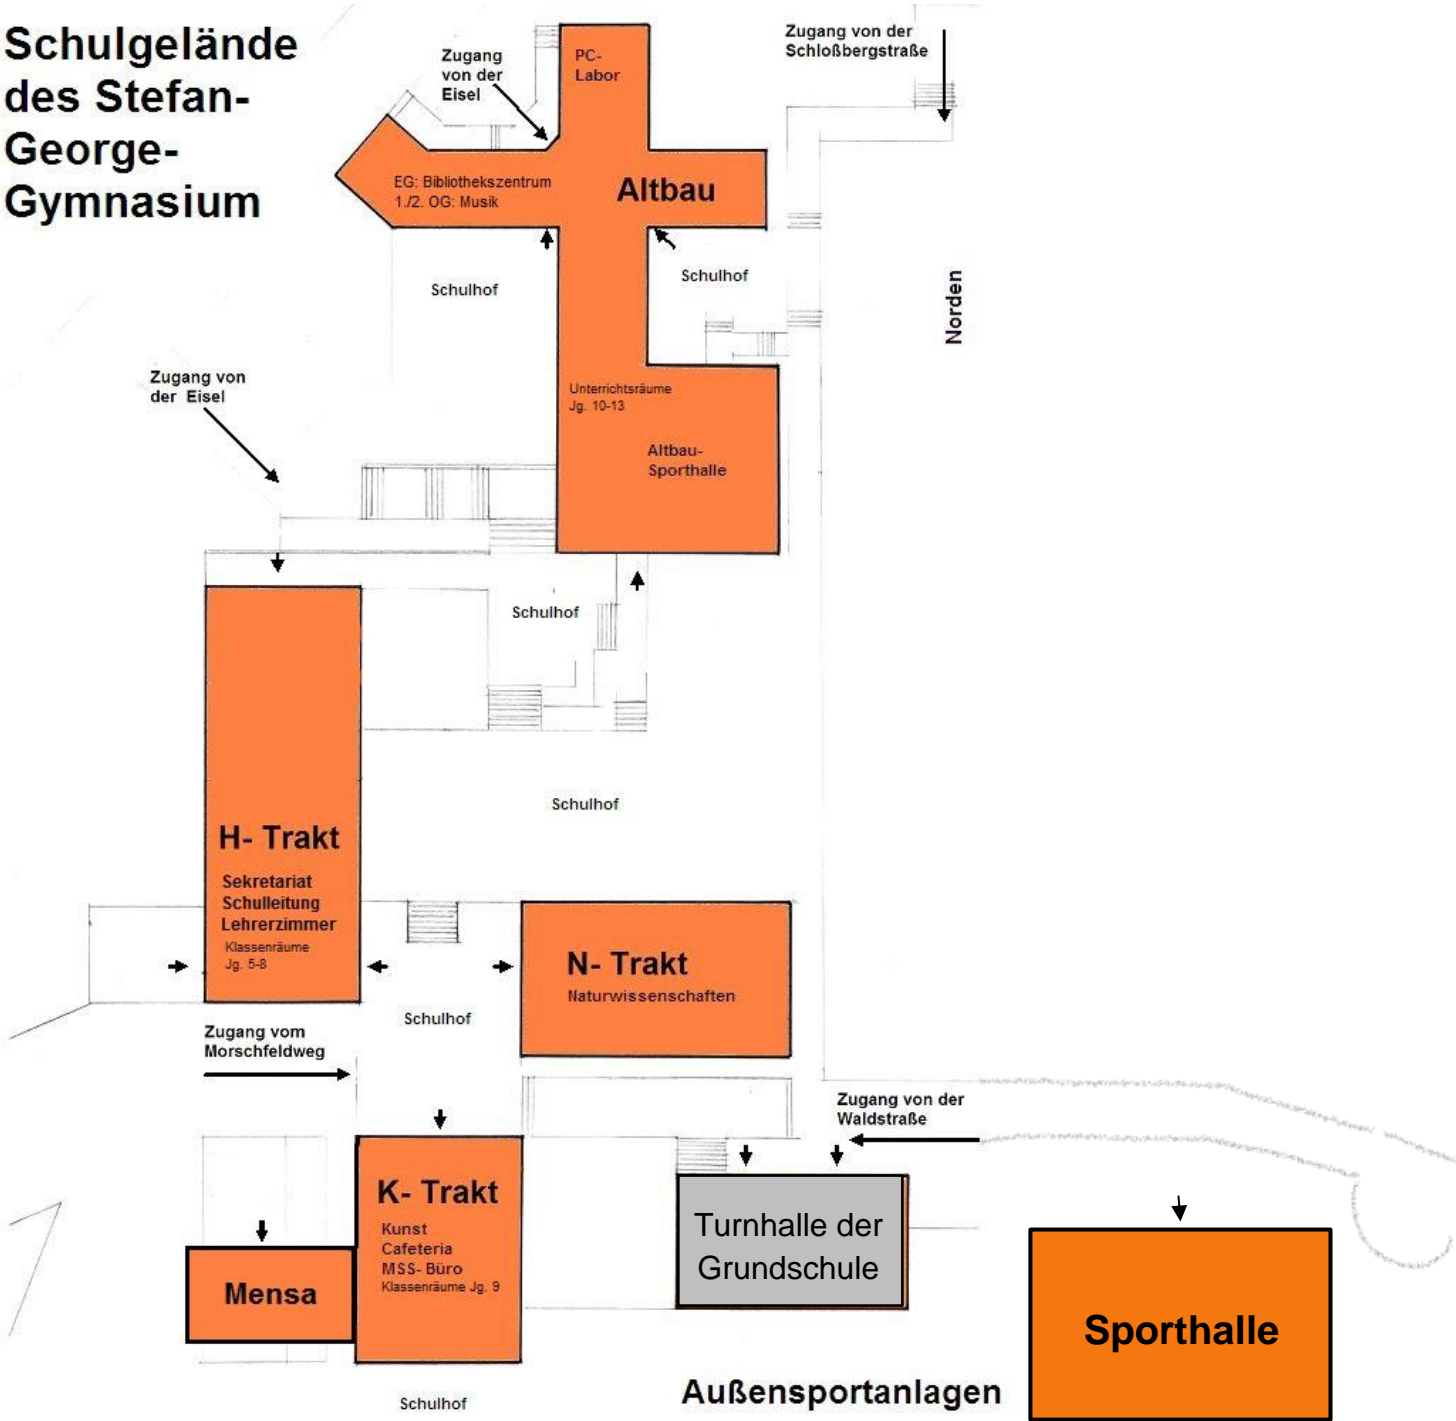 Schulgelände
des Stefan-
George-
Gymnasium
Zugang
von der
Eisel
PC-
Labor
Zugang von der
Schloßbergstraße
EG: Bibliothekszentrum
1./2. OG: Musik
Altbau
Schulhof
Schulhof
Norden
Zugang von
der Eisel
Unterrichtsräume
Jg. 10-13
Altbau-
Sporthalle
Schulhof
Schulhof
H- Trakt
Sekretariat
Schulleitung
Lehrerzimmer
Klassenräume
Jg. 5-8
N- Trakt
Naturwissenschaften
Schulhof
Zugang vom
Morschfeldweg
Zugang von der
Waldstraße
K- Trakt
Kunst
Cafeteria
MSS- Büro
Klassenräume Jg. 9
Mensa
Turnhalle der
Grundschule
Sporthalle
Außensportanlagen
Schulhof